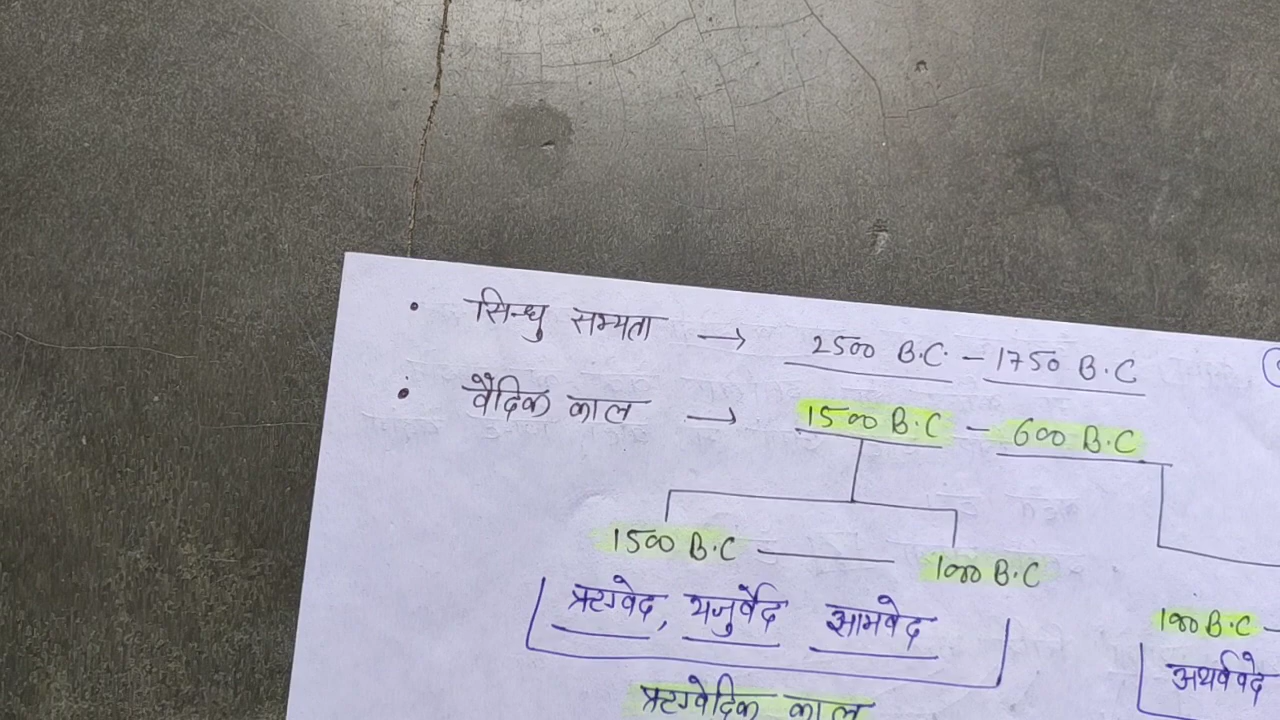 • सिन्धु सभ्यता → 2500 B.C. – 1750 B.C
• वैदिक काल → 1500 B.C – 600 B.C
1500 B.C — 1000 B.C
ऋग्वेद, यजुर्वेद सामवेद
1000 B.C –
अथर्ववेद
ऋग्वेदिक काल